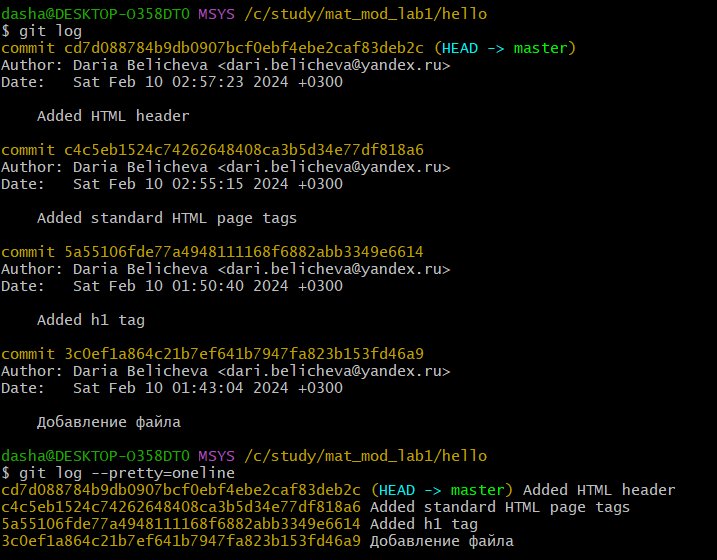 dasha@DESKTOP-O358DT0 MSYS /c/study/mat_mod_lab1/hello
$ git log
commit cd7d088784b9db0907bcf0ebf4ebe2caf83deb2c (HEAD -> master)
Author: Daria Belicheva <dari.belicheva@yandex.ru>
Date:   Sat Feb 10 02:57:23 2024 +0300
    Added HTML header
commit c4c5eb1524c74262648408ca3b5d34e77df818a6
Author: Daria Belicheva <dari.belicheva@yandex.ru>
Date:   Sat Feb 10 02:55:15 2024 +0300
    Added standard HTML page tags
commit 5a55106fde77a4948111168f6882abb3349e6614
Author: Daria Belicheva <dari.belicheva@yandex.ru>
Date:   Sat Feb 10 01:50:40 2024 +0300
    Added h1 tag
commit 3c0ef1a864c21b7ef641b7947fa823b153fd46a9
Author: Daria Belicheva <dari.belicheva@yandex.ru>
Date:   Sat Feb 10 01:43:04 2024 +0300
    Добавление файла
dasha@DESKTOP-O358DT0 MSYS /c/study/mat_mod_lab1/hello
$ git log --pretty=oneline
cd7d088784b9db0907bcf0ebf4ebe2caf83deb2c (HEAD -> master) Added HTML header
c4c5eb1524c74262648408ca3b5d34e77df818a6 Added standard HTML page tags
5a55106fde77a4948111168f6882abb3349e6614 Added h1 tag
3c0ef1a864c21b7ef641b7947fa823b153fd46a9 Добавление файла